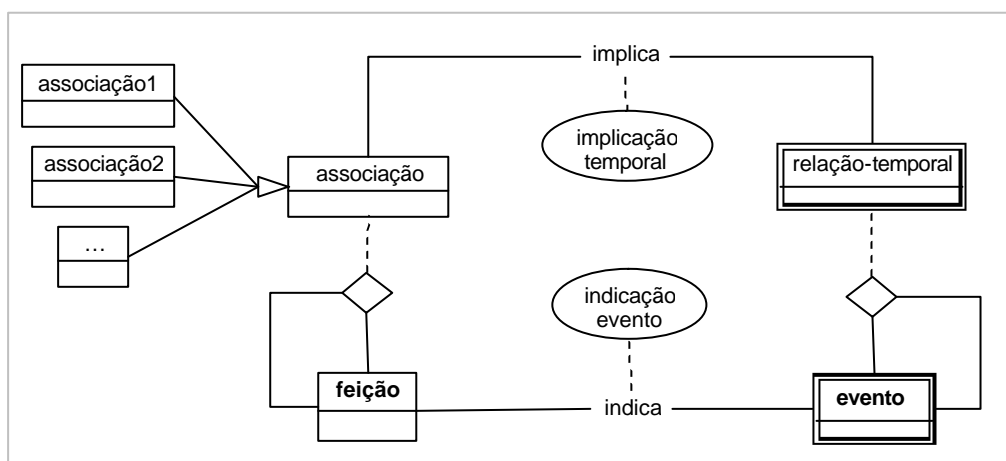 implica
associação1
implicação
temporal
associação2
associação
relação-temporal
...
indicação
evento
feição
indica
evento